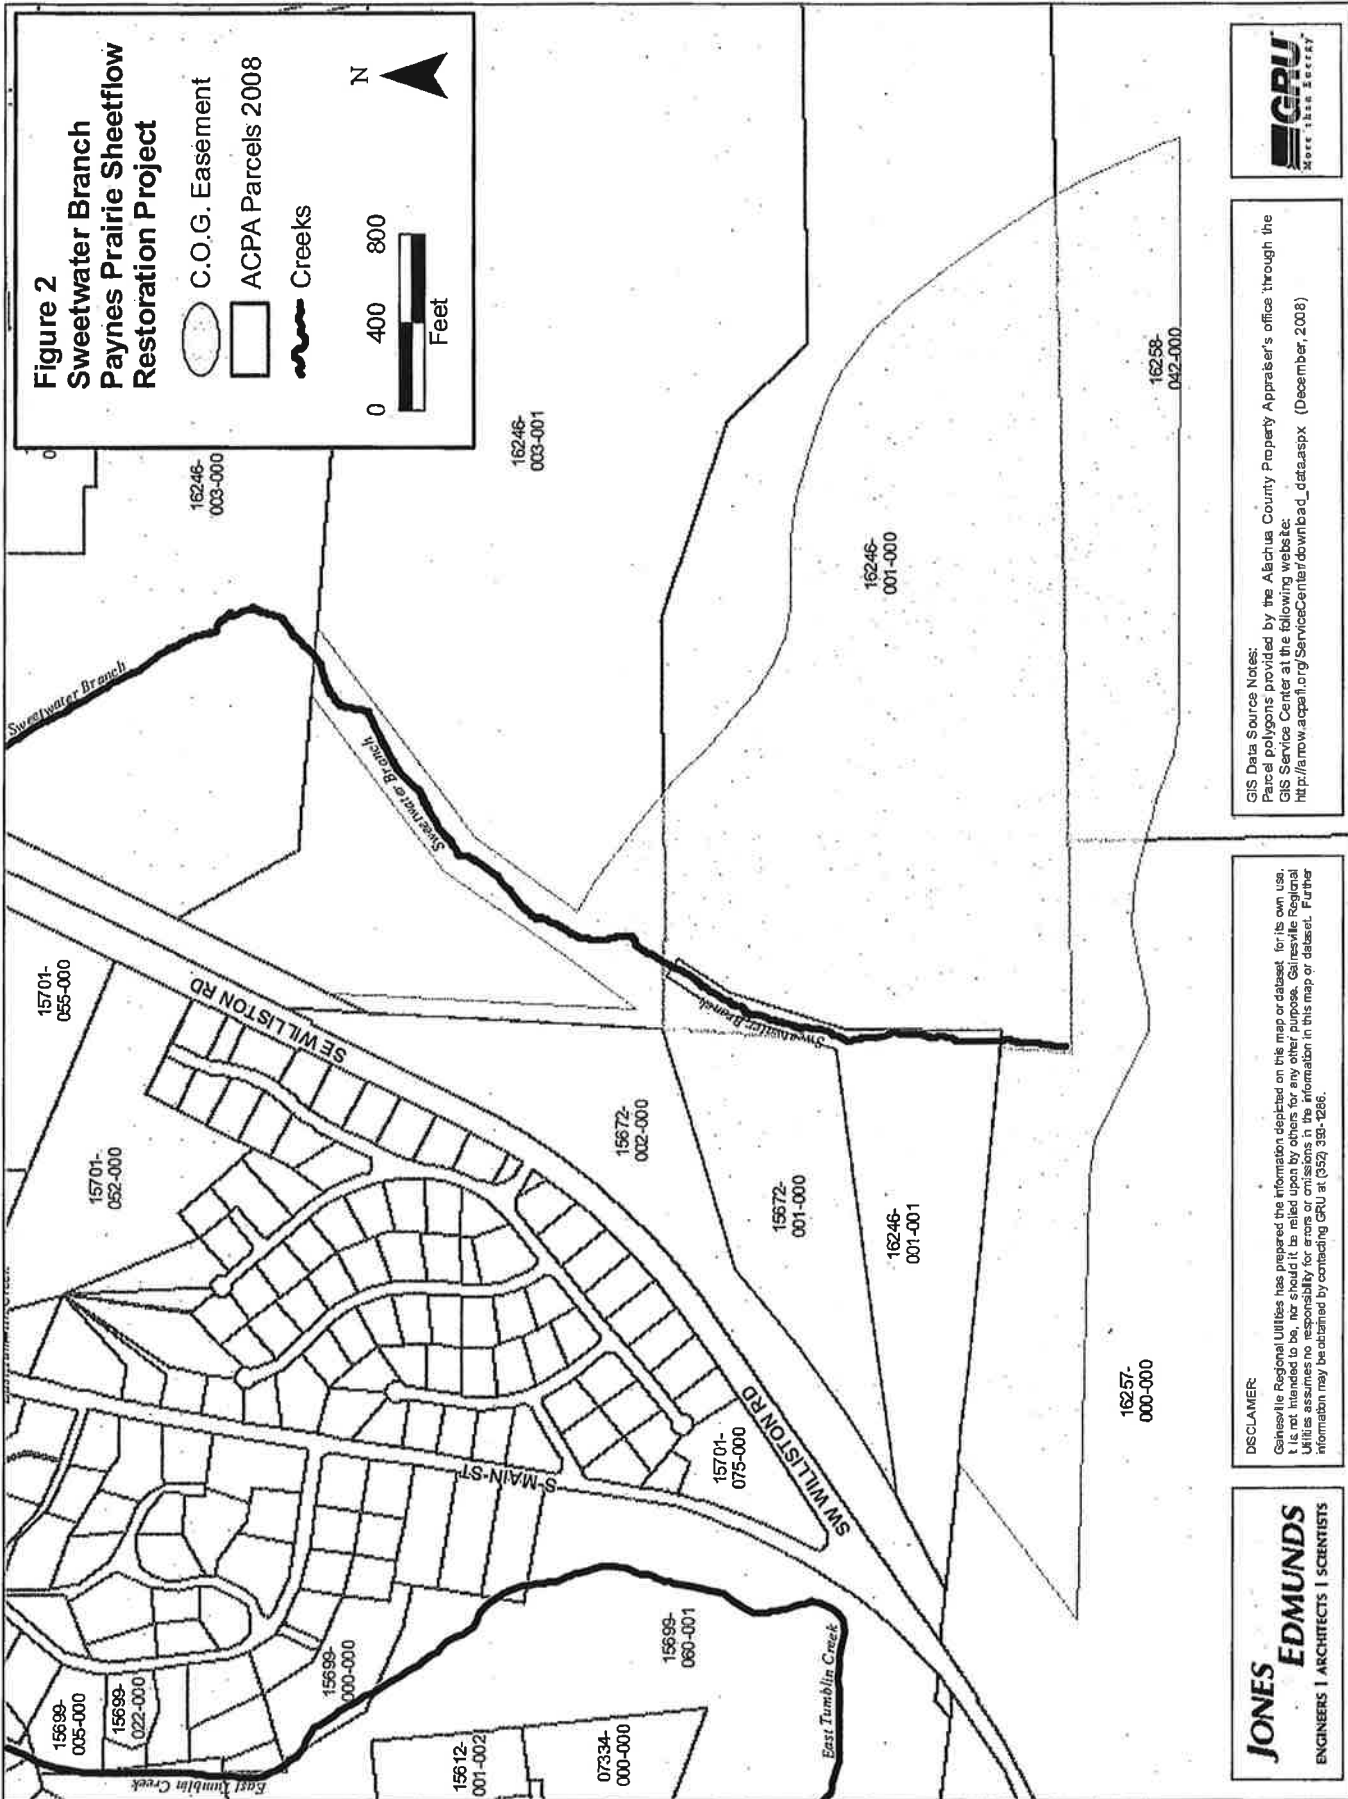 Figure 2
Sweetwater Branch
Paynes Prairie Sheetflow
Restoration Project
C.O.G. Easement
ACPA Parcels 2008
Creeks
0 400 800
Feet
N
15699-
005-000
15699-
022-000
15699-
000-000
15612-
001-002
07334-
000-000
15699-
060-001
East Tumblin Creek
East Tumblin Creek
S MAIN ST
15701-
052-000
15701-
055-000
15701-
075-000
SE WILLISTON RD
SW WILLISTON RD
15672-
002-000
15672-
001-000
16246-
001-001
16257-
000-000
Sweetwater Branch
Sweetwater Branch
Sweetwater Branch
16246-
003-000
16246-
003-001
16246-
001-000
16258-
042-000
JONES
EDMUNDS
ENGINEERS | ARCHITECTS | SCIENTISTS
DISCLAIMER:
Gainesville Regional Utilities has prepared the information depicted on this map or dataset for its own use.
It is not intended to be, nor should it be relied upon by others for any other purpose. Gainesville Regional
Utilities assumes no responsibility for errors or omissions in the information in this map or dataset. Further
information may be obtained by contacting GRU at (352) 393-1286.
GIS Data Source Notes:
Parcel polygons provided by the Alachua County Property Appraiser's office through the
GIS Service Center at the following website:
http://arrow.acpafl.org/ServiceCenter/download_data.aspx (December, 2008)
GRU
More than Energy